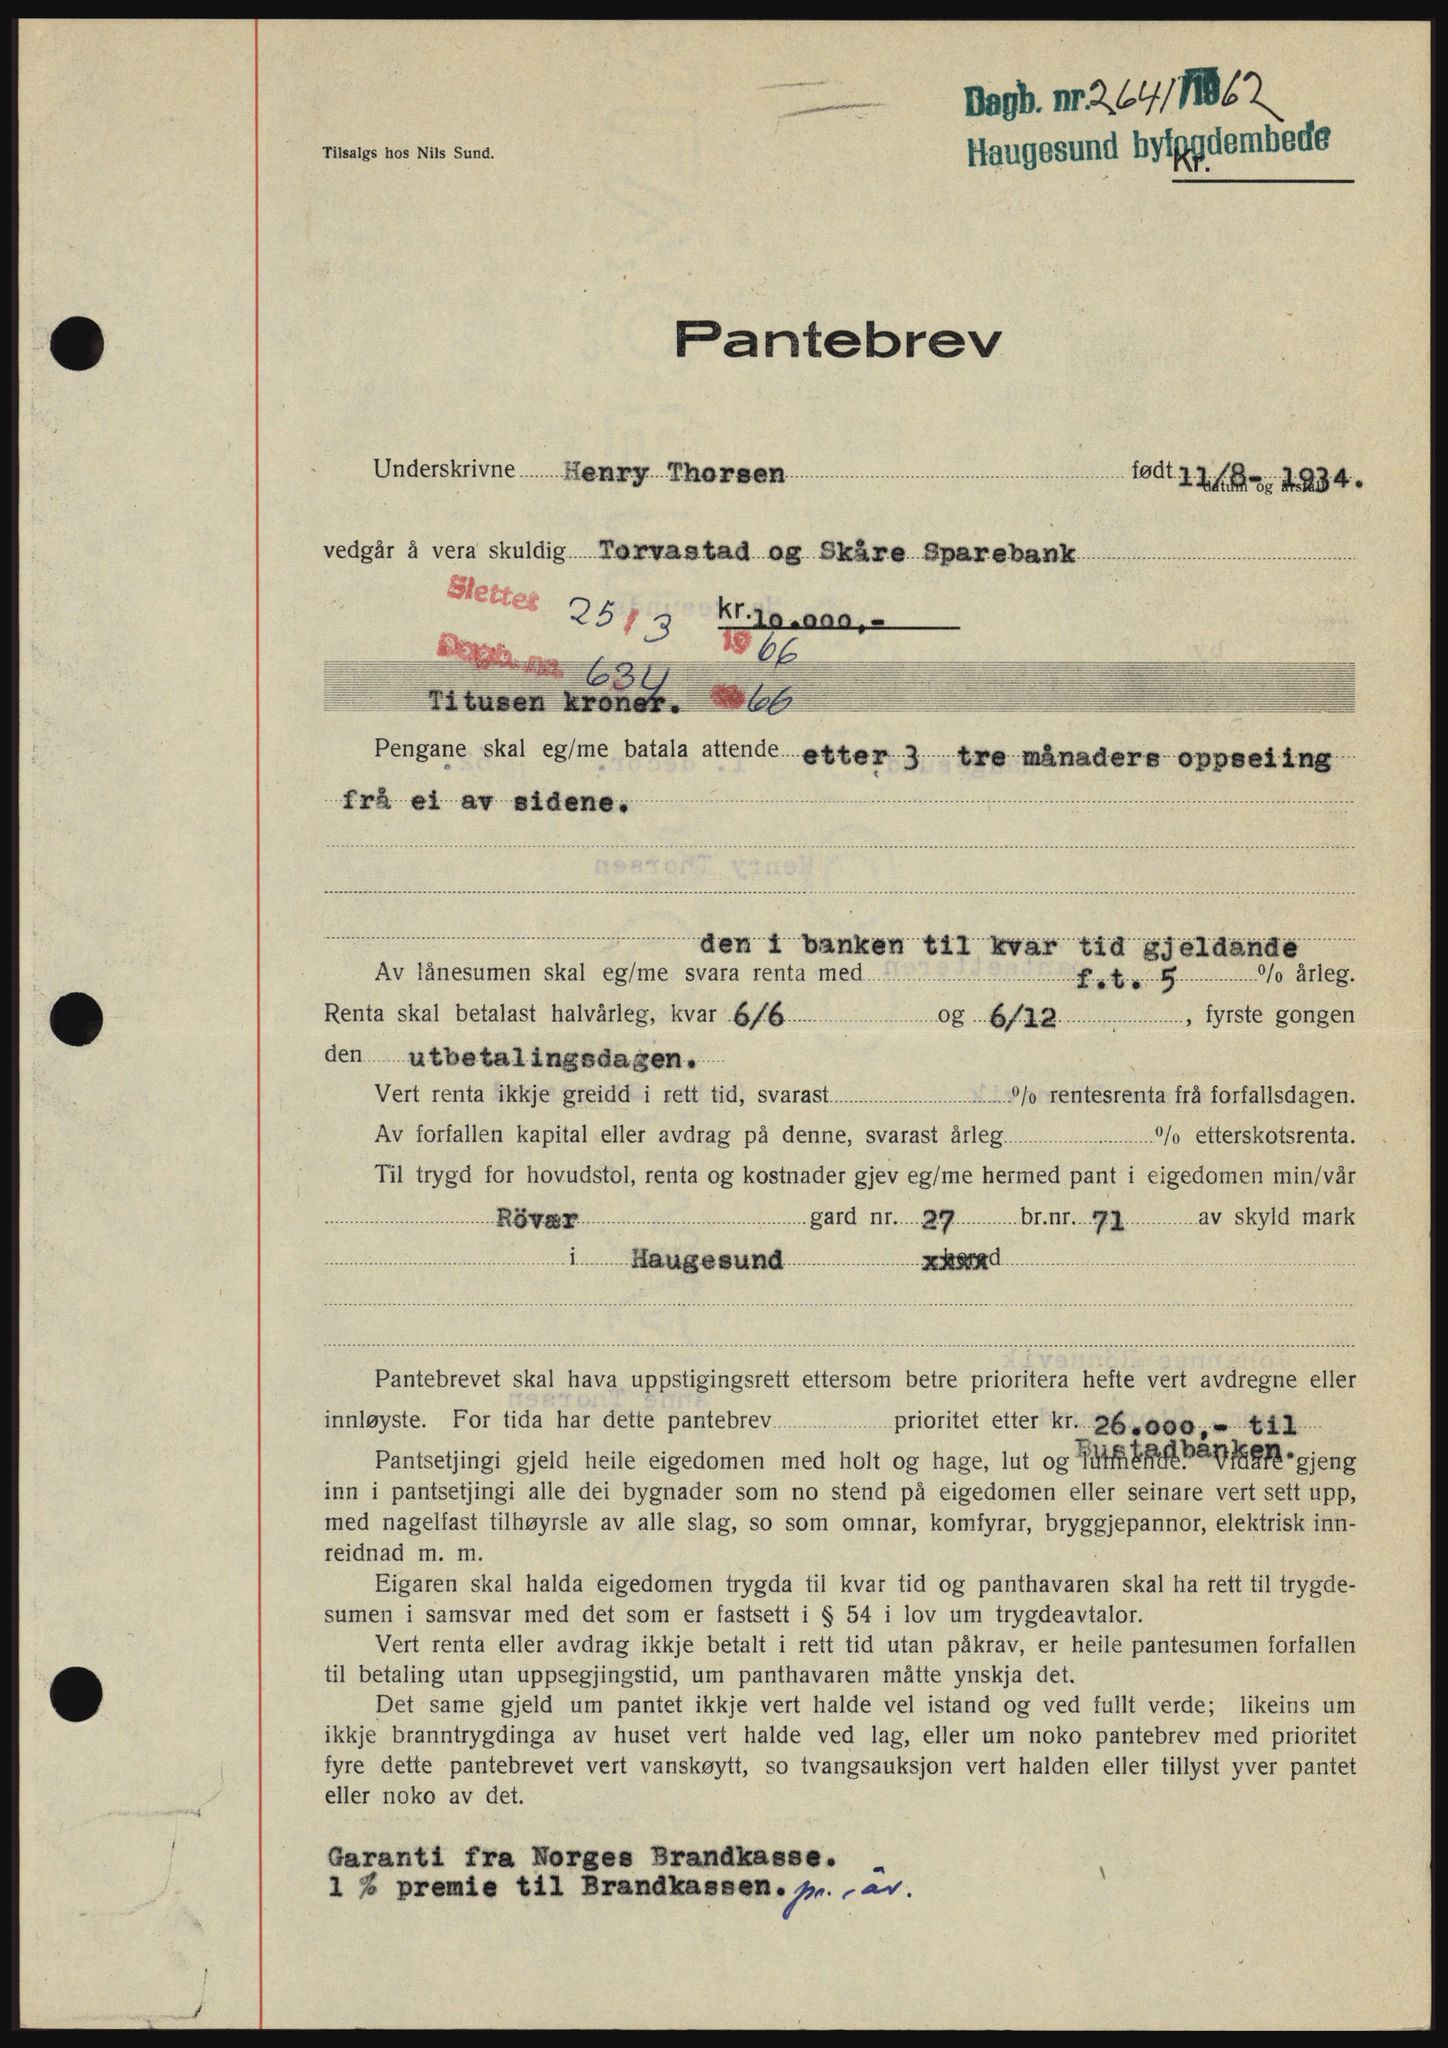 Dagb. nr. 2641/1962
Haugesund byfogdembede
Tilsalgs hos Nils Sund.
Kr.
Pantebrev
Underskrivne Henry Thorsen født 11/8- 1934.
datum og årstall
vedgår å vera skuldig Torvastad og Skåre Sparebank
Slettet 25/3 1966
kr. 10.000,-
Dagb. nr. 634 66
Titusen kroner.
Pengane skal eg/me batala attende etter 3 tre månaders oppseiing
frå ei av sidene.
den i banken til kvar tid gjeldande
Av lånesumen skal eg/me svara renta med f.t. 5 % årleg.
Renta skal betalast halvårleg, kvar 6/6 og 6/12, fyrste gongen
den utbetalingsdagen.
Vert renta ikkje greidd i rett tid, svarast % rentesrenta frå forfallsdagen.
Av forfallen kapital eller avdrag på denne, svarast årleg % etterskotsrenta.
Til trygd for hovudstol, renta og kostnader gjev eg/me hermed pant i eigedomen min/vår
Rövær gard nr. 27 br.nr. 71 av skyld mark
i Haugesund herad
Pantebrevet skal hava uppstigingsrett ettersom betre prioritera hefte vert avdregne eller
innløyste. For tida har dette pantebrev prioritet etter kr. 26.000,- til
Bustadbanken.
Pantsetjingi gjeld heile eigedomen med holt og hage, lut og lunnende. Vidare gjeng
inn i pantsetjingi alle dei bygnader som no stend på eigedomen eller seinare vert sett upp,
med nagelfast tilhøyrsle av alle slag, so som omnar, komfyrar, bryggjepannor, elektrisk inn-
reidnad m. m.
Eigaren skal halda eigedomen trygda til kvar tid og panthavaren skal ha rett til trygde-
sumen i samsvar med det som er fastsett i § 54 i lov um trygdeavtalor.
Vert renta eller avdrag ikkje betalt i rett tid utan påkrav, er heile pantesumen forfallen
til betaling utan uppsegjingstid, um panthavaren måtte ynskja det.
Det same gjeld um pantet ikkje vert halde vel istand og ved fullt verde; likeins um
ikkje branntrygdinga av huset vert halde ved lag, eller um noko pantebrev med prioritet
fyre dette pantebrevet vert vanskøytt, so tvangsauksjon vert halden eller tillyst yver pantet
eller noko av det.
Garanti fra Norges Brandkasse.
1 % premie til Brandkassen. pr. år.